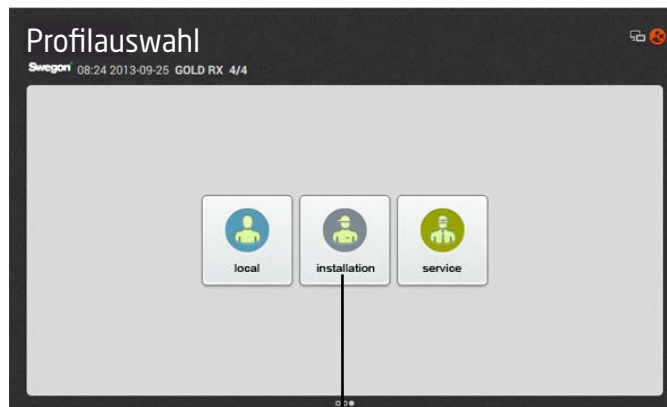 Profilauswahl
Swegon 08:24 2013-09-25 GOLD RX 4/4
local
installation
service